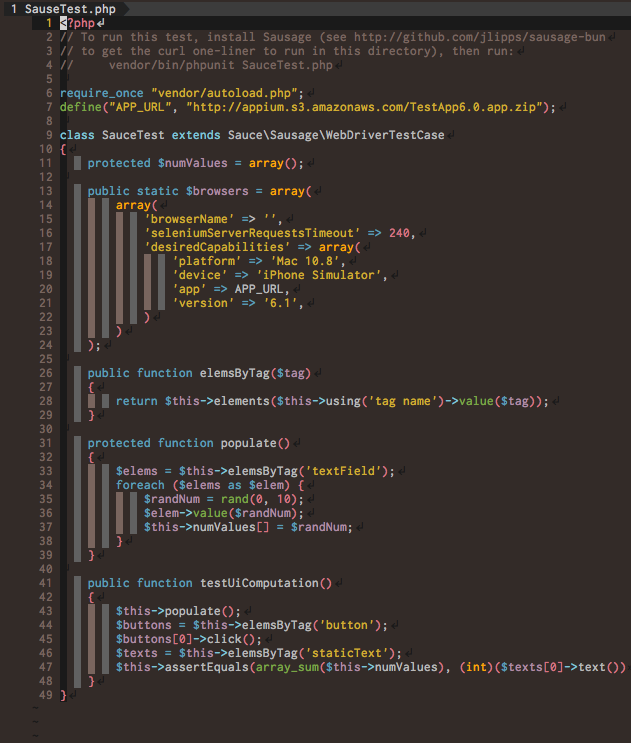 1 SauseTest.php
1 <?php
2 // To run this test, install Sausage (see http://github.com/jlipps/sausage-bun
3 // to get the curl one-liner to run in this directory), then run:
4 //     vendor/bin/phpunit SauceTest.php
5
6 require_once "vendor/autoload.php";
7 define("APP_URL", "http://appium.s3.amazonaws.com/TestApp6.0.app.zip");
8
9 class SauceTest extends Sauce\Sausage\WebDriverTestCase
10 {
11     protected $numValues = array();
12
13     public static $browsers = array(
14         array(
15             'browserName' => '',
16             'seleniumServerRequestsTimeout' => 240,
17             'desiredCapabilities' => array(
18                 'platform' => 'Mac 10.8',
19                 'device' => 'iPhone Simulator',
20                 'app' => APP_URL,
21                 'version' => '6.1',
22             )
23         )
24     );
25
26     public function elemsByTag($tag)
27     {
28         return $this->elements($this->using('tag name')->value($tag));
29     }
30
31     protected function populate()
32     {
33         $elems = $this->elemsByTag('textField');
34         foreach ($elems as $elem) {
35             $randNum = rand(0, 10);
36             $elem->value($randNum);
37             $this->numValues[] = $randNum;
38         }
39     }
40
41     public function testUiComputation()
42     {
43         $this->populate();
44         $buttons = $this->elemsByTag('button');
45         $buttons[0]->click();
46         $texts = $this->elemsByTag('staticText');
47         $this->assertEquals(array_sum($this->numValues), (int)($texts[0]->text())
48     }
49 }
~
~
~